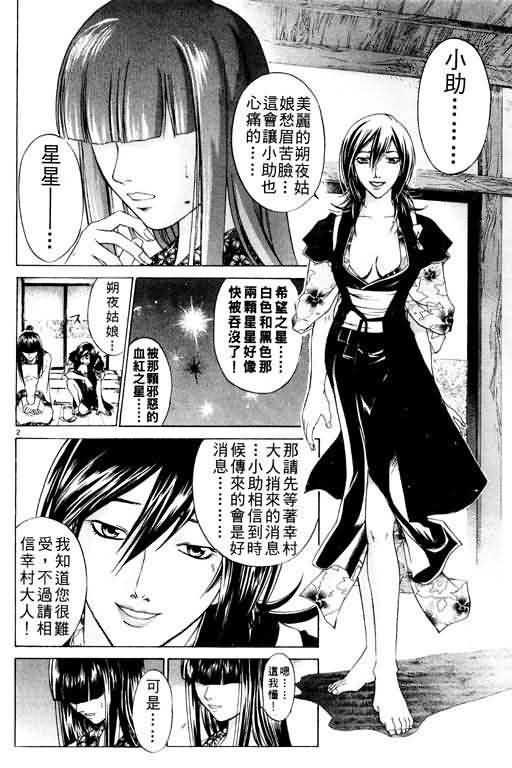 小助………
美麗的朔夜姑
娘愁眉苦臉…
這會讓小助也
心痛的……
星星——
希望之星……
白色和黑色那
兩顆星星好像
快被吞沒了！
被那顆邪惡的
血紅之星……
朔夜姑娘…
2
那請先等著幸村
大人捎來的消息
……小助相信到時
候傳來的會是好
消息……
我知道您很難
受，不過請相
信幸村大人！
嗯……
這我懂！
可是……